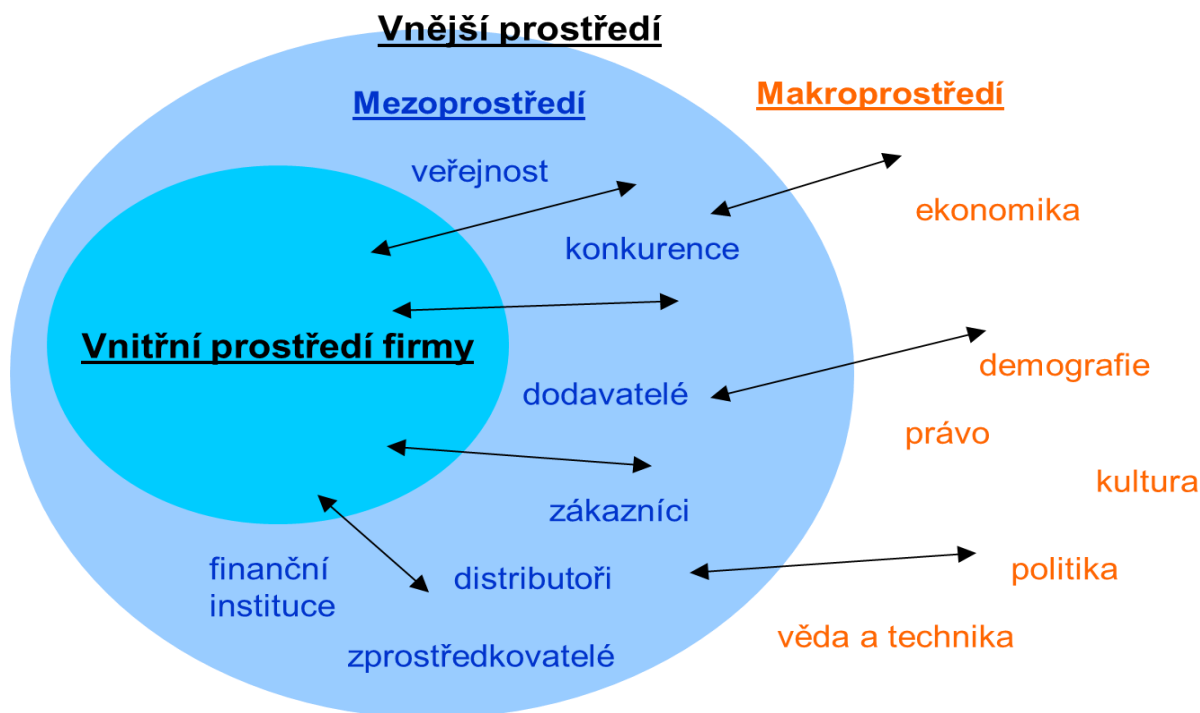 Vnější prostředí
Mezoprostředí
Makroprostředí
veřejnost
ekonomika
konkurence
Vnitřní prostředí firmy
demografie
dodavatelé
právo
kultura
zákazníci
finanční
instituce
distributoři
politika
věda a technika
zprostředkovatelé